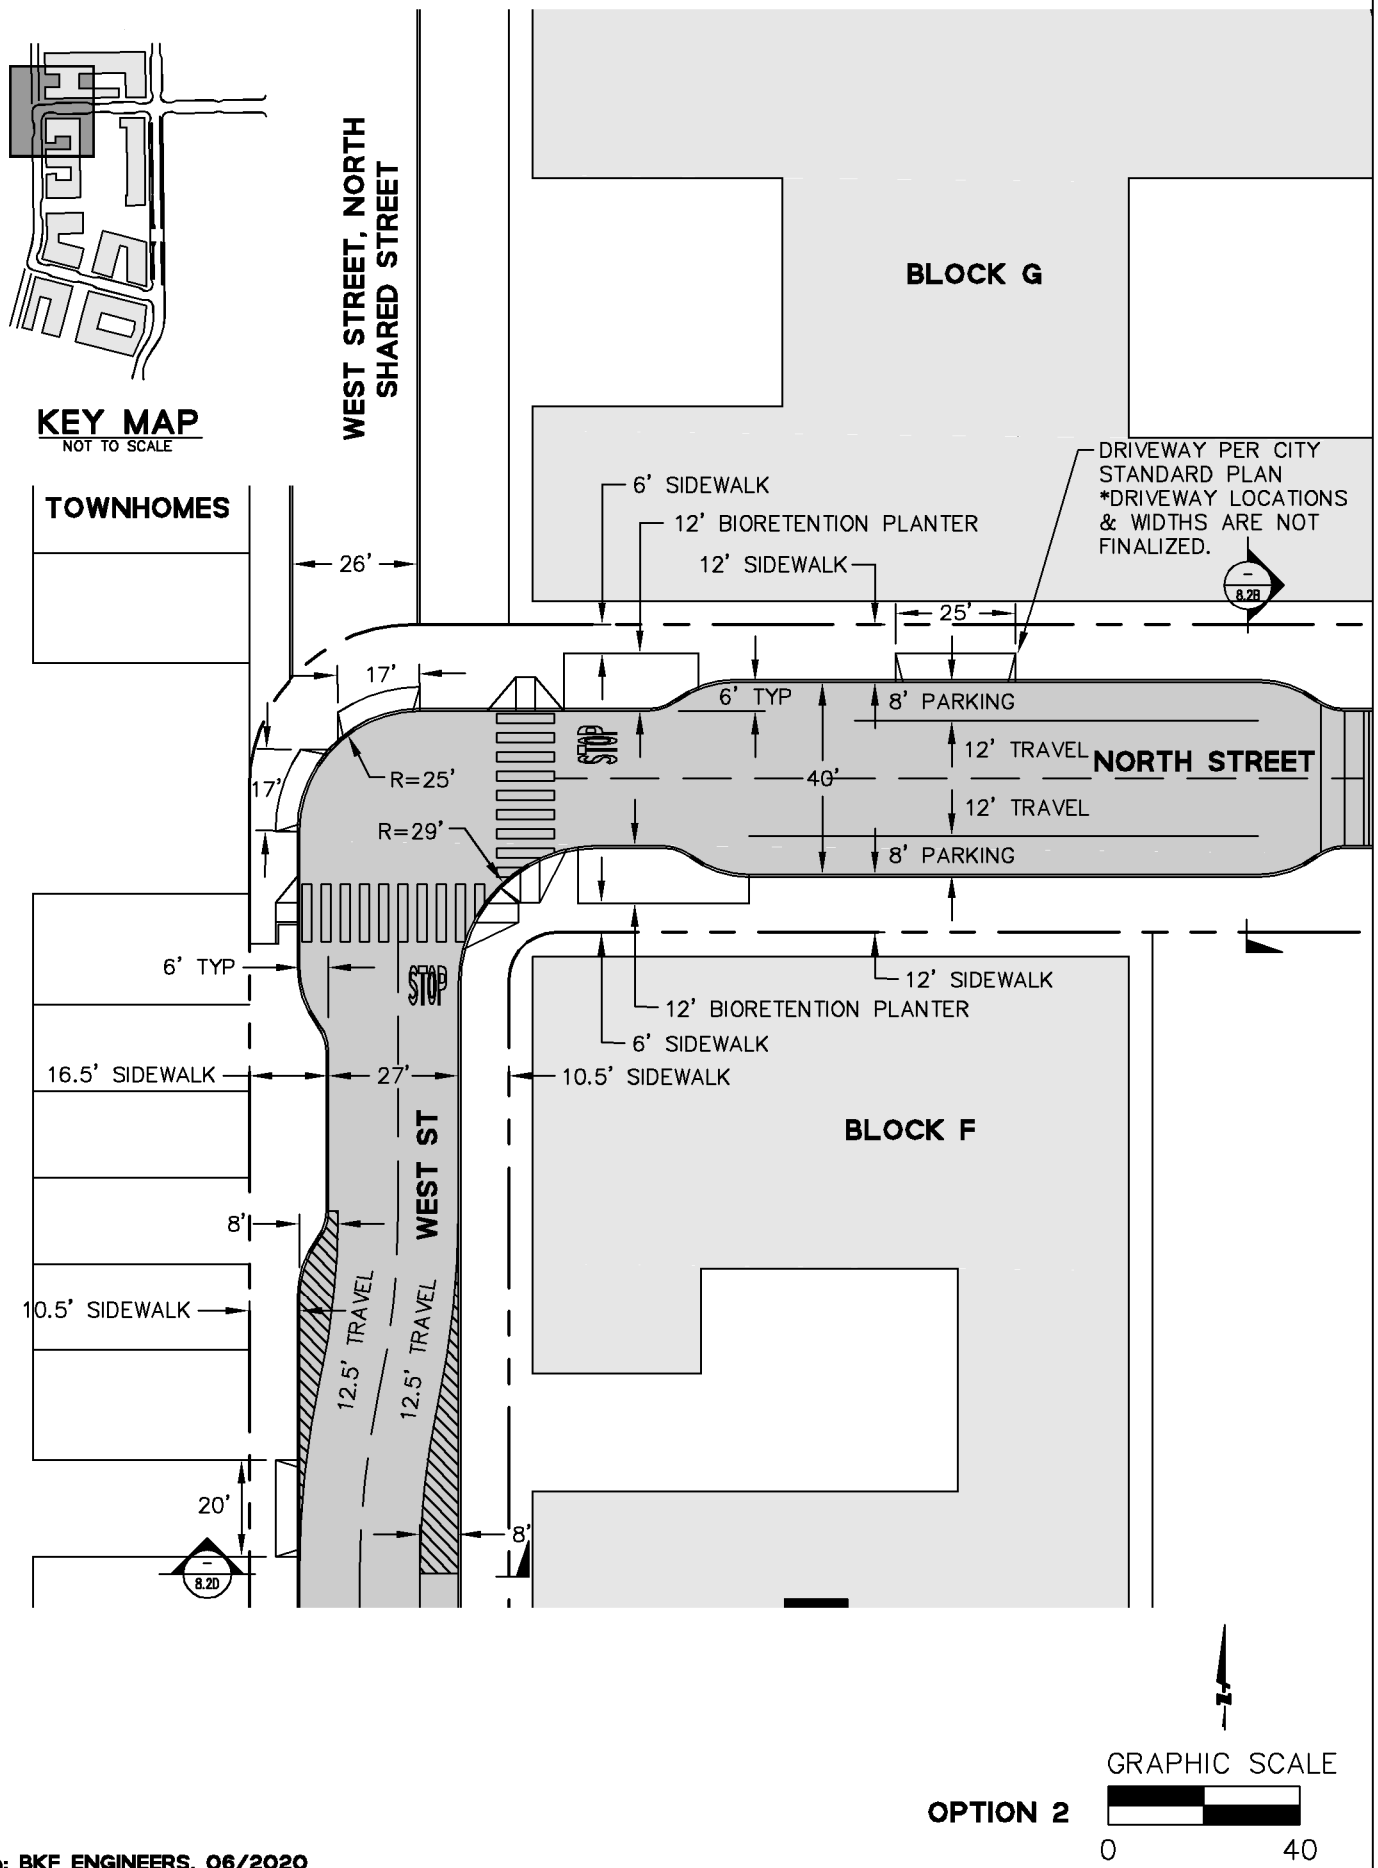 WEST STREET, NORTH
SHARED STREET
KEY MAP
NOT TO SCALE
TOWNHOMES
BLOCK G
DRIVEWAY PER CITY
STANDARD PLAN
*DRIVEWAY LOCATIONS
& WIDTHS ARE NOT
FINALIZED.
6' SIDEWALK
12' BIORETENTION PLANTER
12' SIDEWALK
26'
–
8.2B
25'
17'
6' TYP
8' PARKING
STOP
STOP
12' TRAVEL
NORTH STREET
R=25'
17'
40'
12' TRAVEL
R=29'
8' PARKING
6' TYP
STOP
STOP
12' SIDEWALK
12' BIORETENTION PLANTER
6' SIDEWALK
16.5' SIDEWALK
27'
10.5' SIDEWALK
WEST ST
BLOCK F
8'
10.5' SIDEWALK
12.5' TRAVEL
12.5' TRAVEL
20'
8'
–
8.2D
GRAPHIC SCALE
OPTION 2
0 40
: BKF ENGINEERS, 06/2020